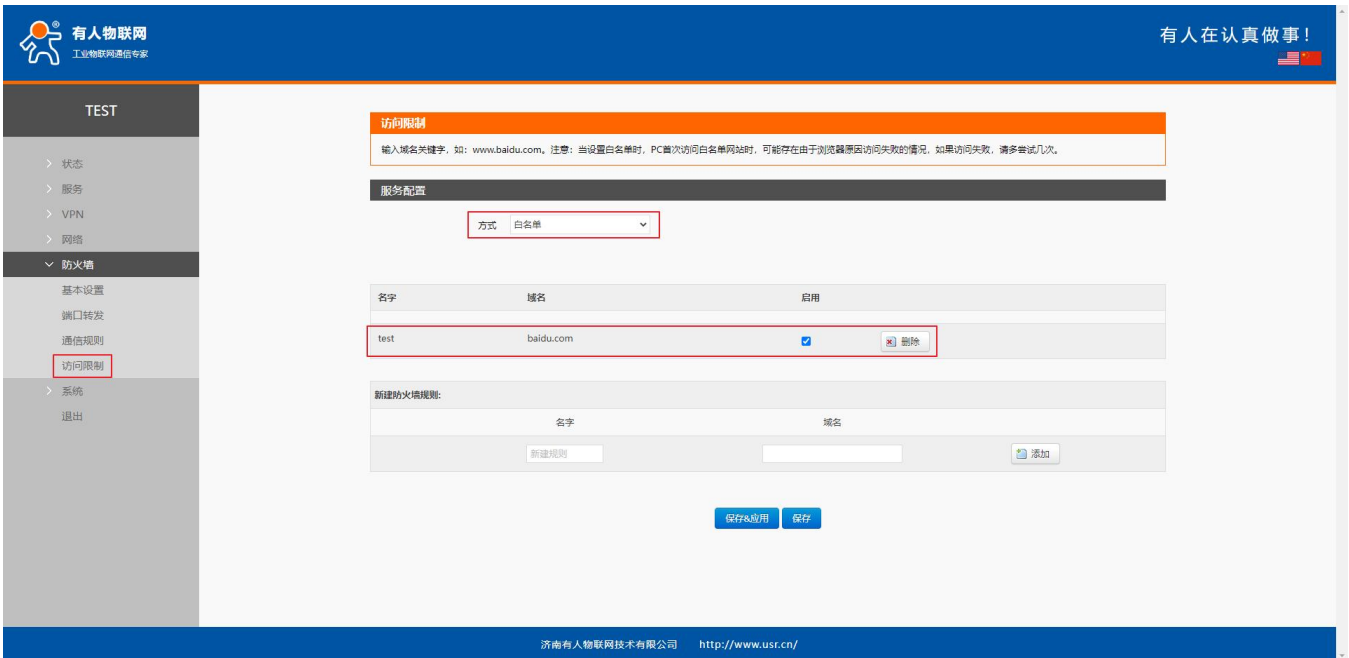 有人物联网
®
工业物联网通信专家
有人在认真做事！
TEST
状态
服务
VPN
网络
防火墙
基本设置
端口转发
通信规则
访问限制
系统
退出
访问限制
输入域名关键字，如：www.baidu.com。注意：当设置白名单时，PC首次访问白名单网站时，可能存在由于浏览器原因访问失败的情况，如果访问失败，请多尝试几次。
服务配置
方式 白名单
名字 域名 启用
test baidu.com 删除
新建防火墙规则:
名字 域名
新建规则 添加
保存&应用 保存
济南有人物联网技术有限公司 http://www.usr.cn/